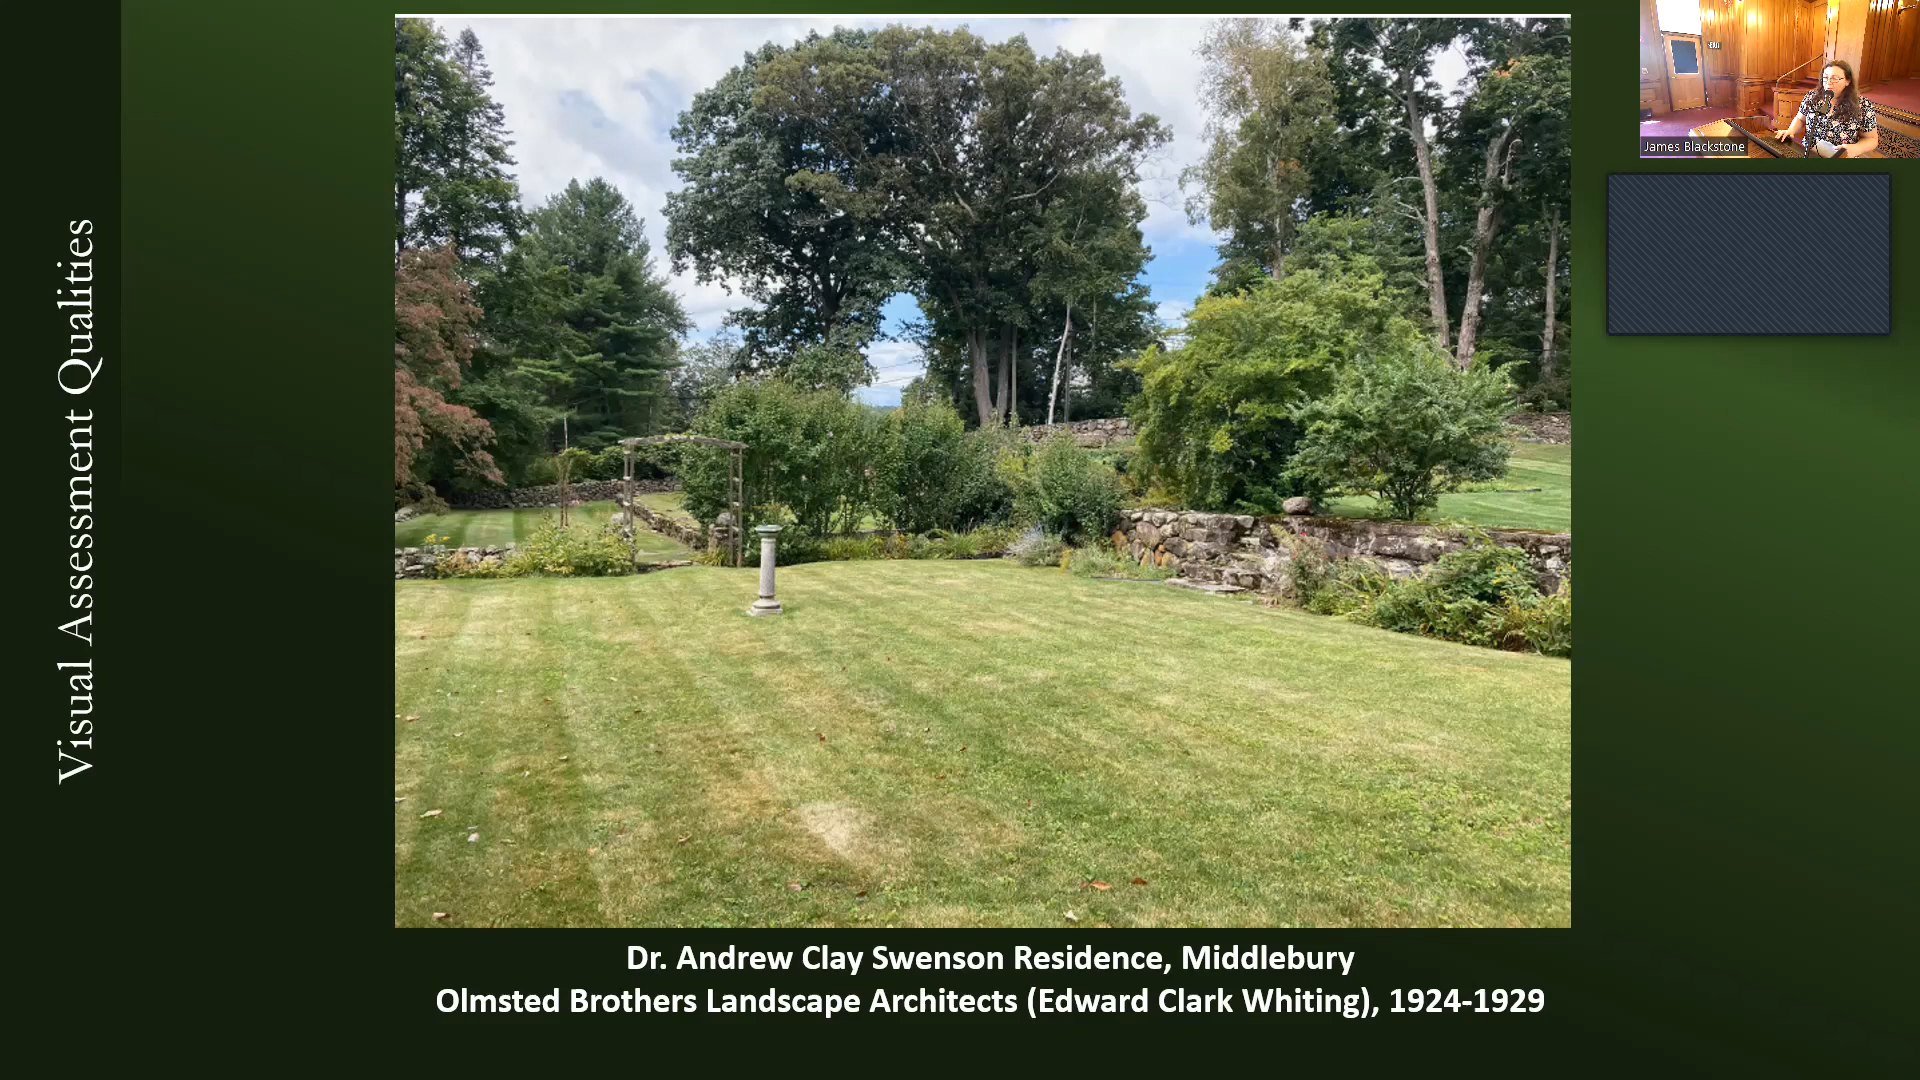 Visual Assessment Qualities
James Blackstone
Dr. Andrew Clay Swenson Residence, Middlebury
Olmsted Brothers Landscape Architects (Edward Clark Whiting), 1924-1929